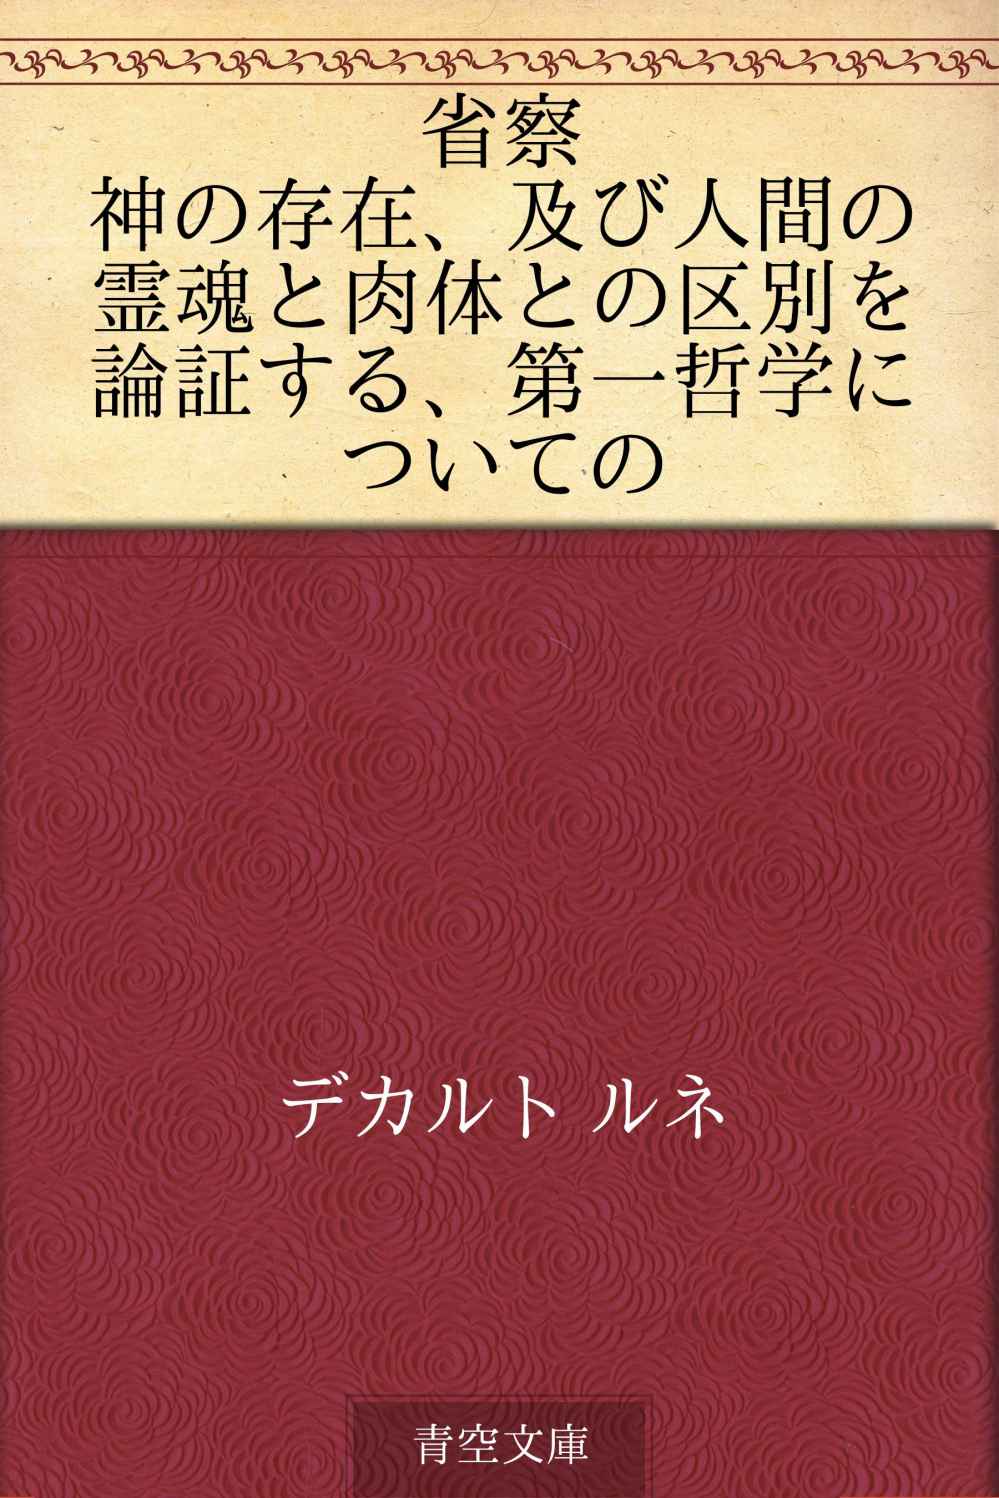 省察
神の存在、及び人間の
霊魂と肉体との区別を
論証する、第一哲学に
ついての
デカルト ルネ
青空文庫